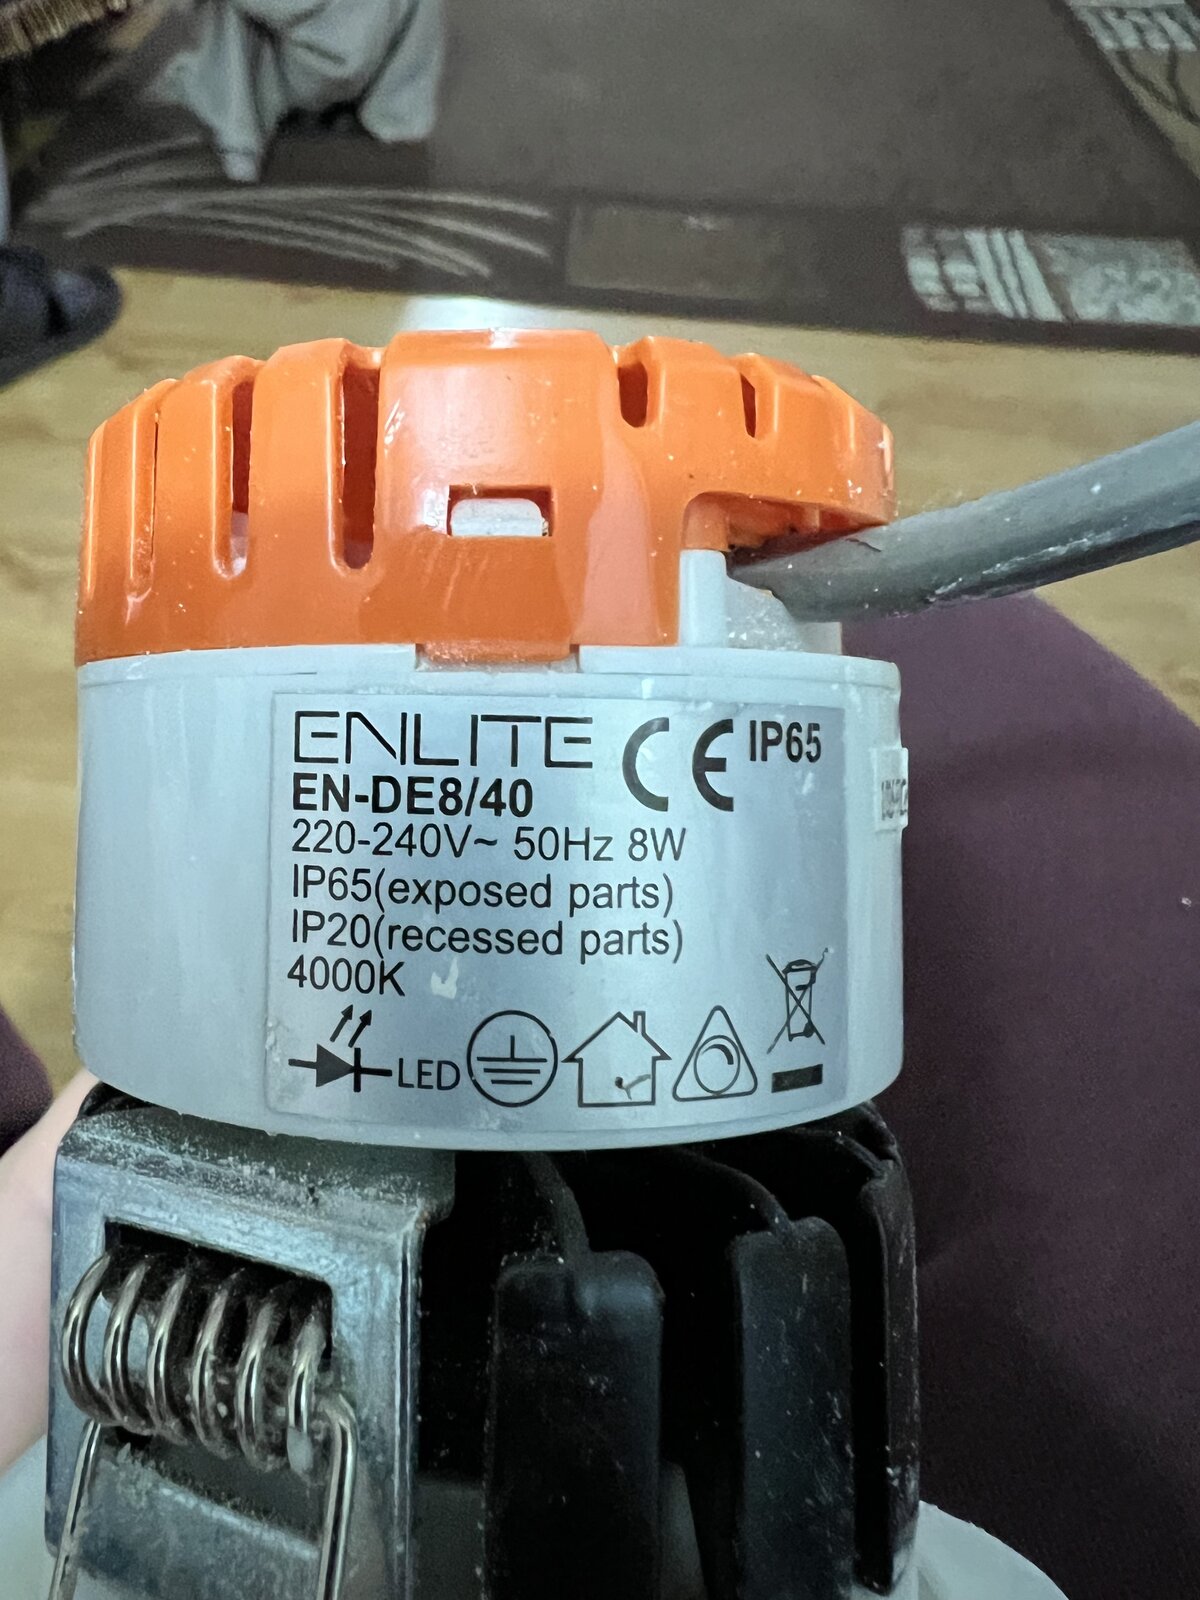 ENLITE CE IP65
EN-DE8/40
220-240V~ 50Hz 8W
IP65(exposed parts)
IP20(recessed parts)
4000K
LED